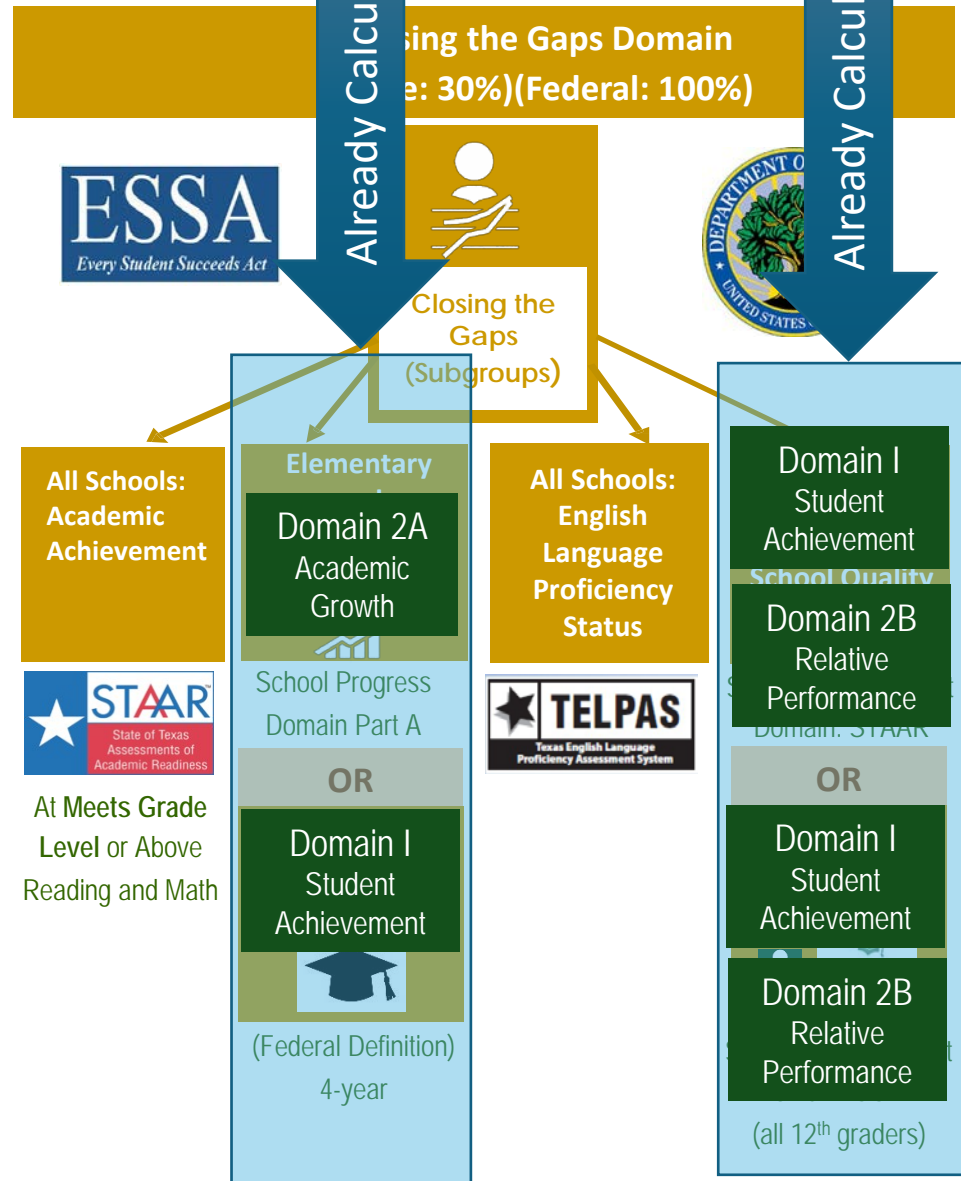 sing the Gaps Domain
e: 30%)(Federal: 100%)
Already Calcu
Already Calcul
ESSA
Every Student Succeeds Act
DEPARTMENT O
UNITED STATES
Closing the
Gaps
(Subgroups)
All Schools:
Academic
Achievement
STAAR
State of Texas
Assessments of
Academic Readiness
At Meets Grade
Level or Above
Reading and Math
Elementary
Domain 2A
Academic
Growth
School Progress
Domain Part A
OR
Domain I
Student
Achievement
(Federal Definition)
4-year
All Schools:
English
Language
Proficiency
Status
TELPAS
Texas English Language
Proficiency Assessment System
Domain I
Student
Achievement
School Quality
Domain 2B
Relative
Performance
Domain: STAAR
OR
Domain I
Student
Achievement
Domain 2B
Relative
Performance
(all 12th graders)